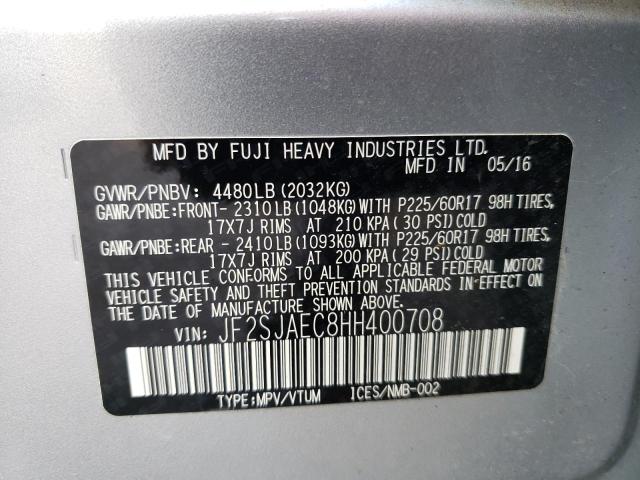 MFD BY FUJI HEAVY INDUSTRIES LTD.
MFD IN 05/16
GVWR/PNBV: 4480LB (2032KG)
GAWR/PNBE:FRONT- 2310LB (1048KG) WITH P225/60R17 98H TIRES,
17X7J RIMS AT 210 KPA (30 PSI) COLD
GAWR/PNBE:REAR - 2410LB (1093KG) WITH P225/60R17 98H TIRES,
17X7J RIMS AT 200 KPA (29 PSI) COLD
THIS VEHICLE CONFORMS TO ALL APPLICABLE FEDERAL MOTOR
VEHICLE SAFETY AND THEFT PREVENTION STANDARDS IN EFFECT
ON THE DATE OF MANUFACTURE SHOWN ABOVE.
VIN: JF2SJAEC8HH400708
TYPE:MPV/VTUM ICES/NMB-002